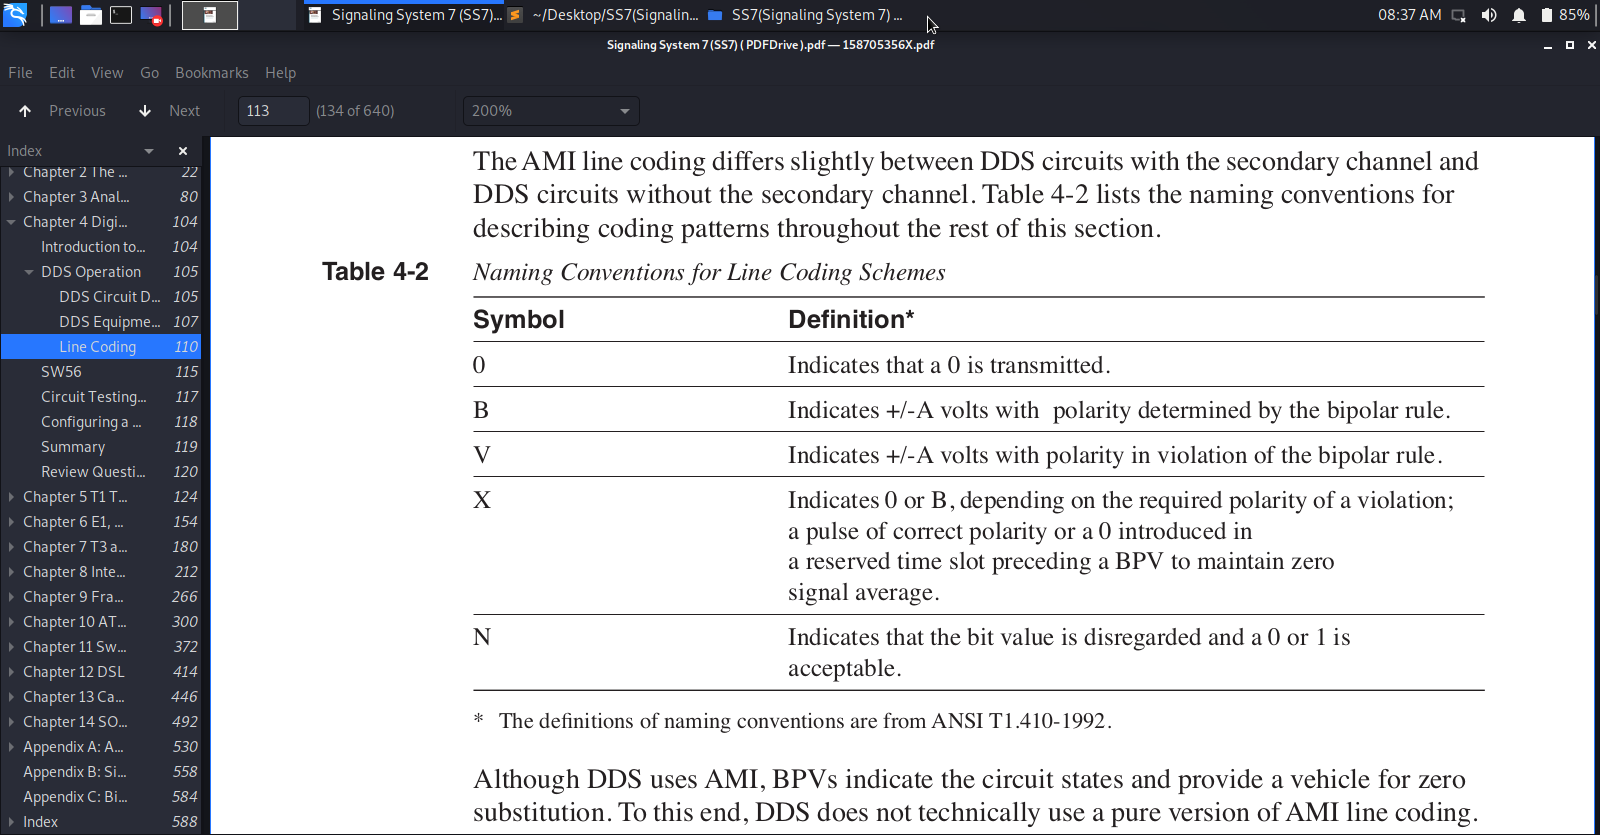 Signaling System 7 (SS7)...
~/Desktop/SS7(Signalin...
SS7(Signaling System 7) ...
08:37 AM
85%
Signaling System 7 (SS7) ( PDFDrive ).pdf — 158705356X.pdf
File Edit View Go Bookmarks Help
Previous Next 113 (134 of 640) 200%
Index
Chapter 2 The ... 22
Chapter 3 Anal... 80
Chapter 4 Digi... 104
Introduction to... 104
DDS Operation 105
DDS Circuit D... 105
DDS Equipme... 107
Line Coding 110
SW56 115
Circuit Testing... 117
Configuring a ... 118
Summary 119
Review Questi... 120
Chapter 5 T1 T... 124
Chapter 6 E1, ... 154
Chapter 7 T3 a... 180
Chapter 8 Inte... 212
Chapter 9 Fra... 266
Chapter 10 AT... 300
Chapter 11 Sw... 372
Chapter 12 DSL 414
Chapter 13 Ca... 446
Chapter 14 SO... 492
Appendix A: A... 530
Appendix B: Si... 558
Appendix C: Bi... 584
Index 588
The AMI line coding differs slightly between DDS circuits with the secondary channel and
DDS circuits without the secondary channel. Table 4-2 lists the naming conventions for
describing coding patterns throughout the rest of this section.
Table 4-2 Naming Conventions for Line Coding Schemes
Symbol Definition*
0 Indicates that a 0 is transmitted.
B Indicates +/-A volts with polarity determined by the bipolar rule.
V Indicates +/-A volts with polarity in violation of the bipolar rule.
X Indicates 0 or B, depending on the required polarity of a violation;
a pulse of correct polarity or a 0 introduced in
a reserved time slot preceding a BPV to maintain zero
signal average.
N Indicates that the bit value is disregarded and a 0 or 1 is
acceptable.
* The definitions of naming conventions are from ANSI T1.410-1992.
Although DDS uses AMI, BPVs indicate the circuit states and provide a vehicle for zero
substitution. To this end, DDS does not technically use a pure version of AMI line coding.